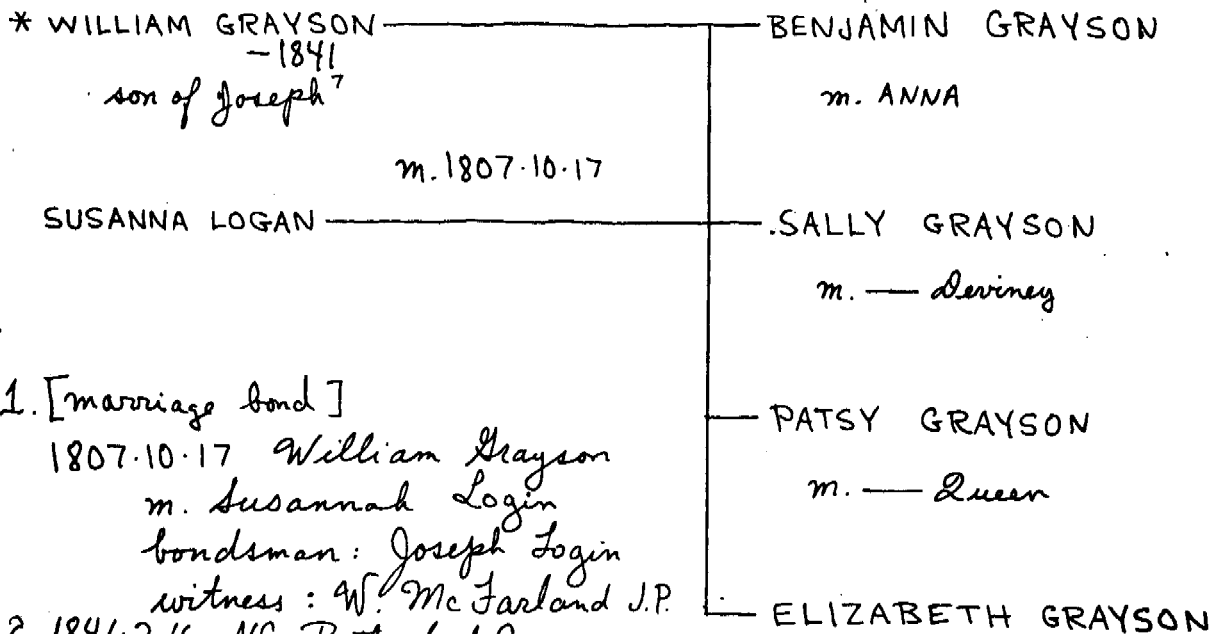 * WILLIAM GRAYSON
BENJAMIN GRAYSON
-1841
son of Joseph⁷
m. ANNA
m. 1807.10.17
SUSANNA LOGAN
SALLY GRAYSON
m. — Deviney
1. [marriage bond]
PATSY GRAYSON
1807.10.17 William Grayson
m. Susannah Login
m. — Queen
bondsman: Joseph Login
witness: W. McFarland J.P.
ELIZABETH GRAYSON